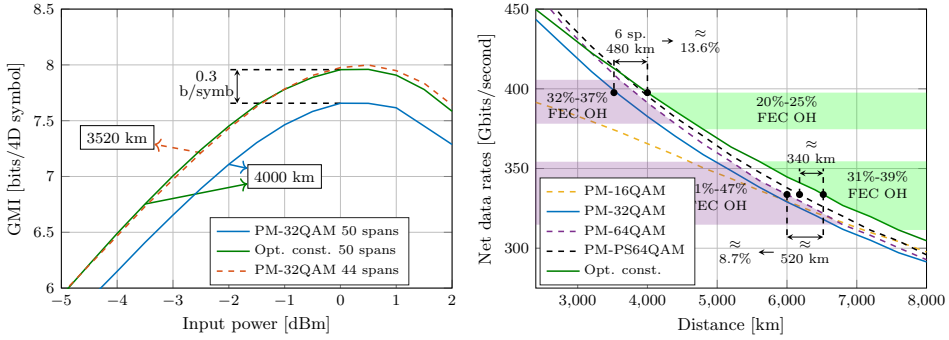 GMI [bits/4D symbol]
8.5
8
7.5
7
6.5
6
0.3
b/symb.
3520 km
4000 km
PM-32QAM 50 spans
Opt. const. 50 spans
PM-32QAM 44 spans
−5
−4
−3
−2
−1
0
1
2
Input power [dBm]
Net data rates [Gbits/second]
450
400
350
300
6 sp.
480 km
≈
13.6%
32%-37%
FEC OH
20%-25%
FEC OH
≈
340 km
31%-39%
FEC OH
1%-47%
FEC OH
PM-16QAM
PM-32QAM
PM-64QAM
PM-PS64QAM
Opt. const.
≈
8.7%
≈
520 km
3,000
4,000
5,000
6,000
7,000
8,000
Distance [km]